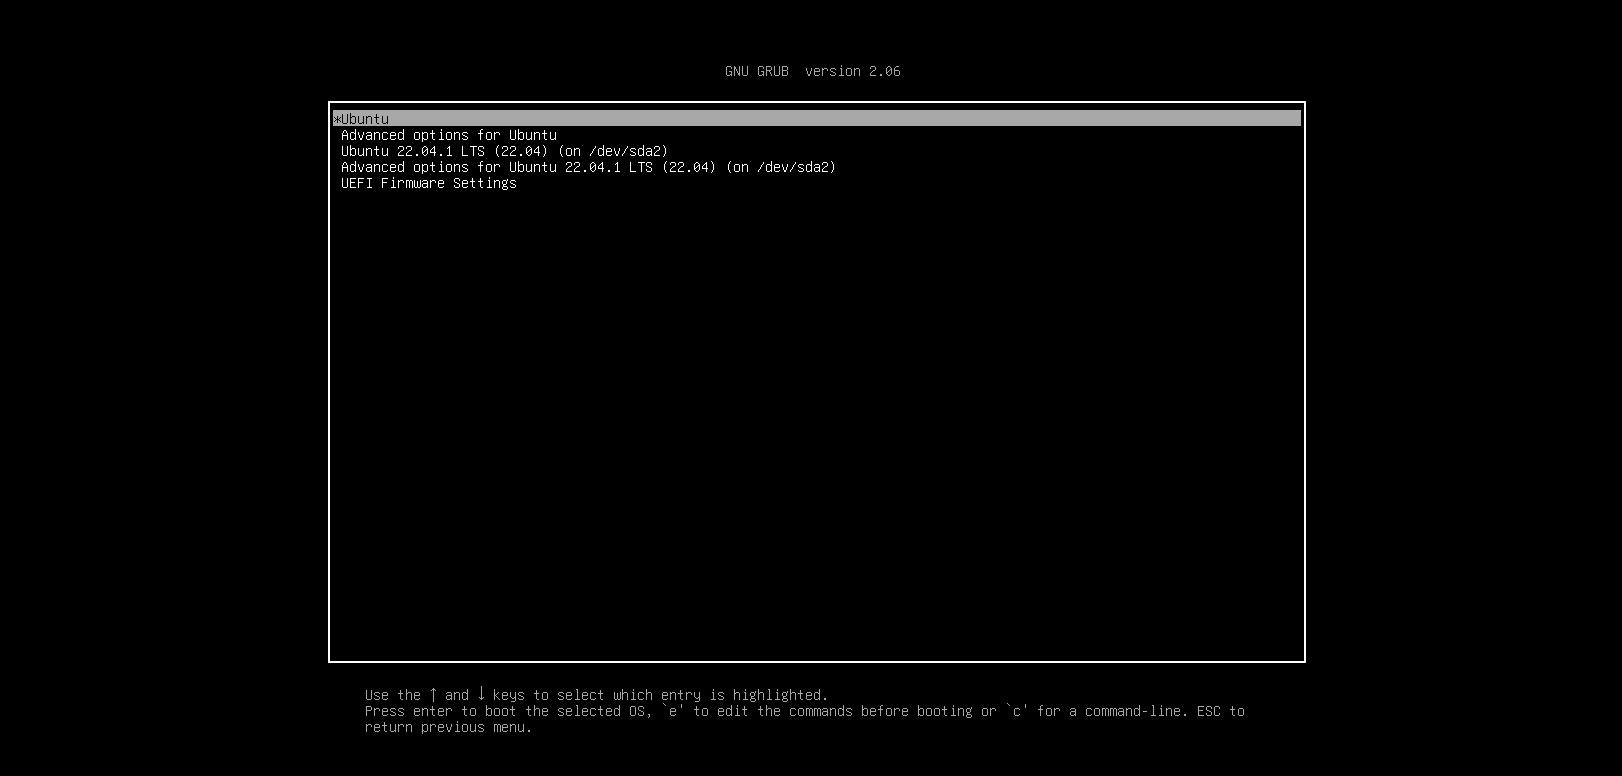 GNU GRUB  version 2.06
*Ubuntu
Advanced options for Ubuntu
Ubuntu 22.04.1 LTS (22.04) (on /dev/sda2)
Advanced options for Ubuntu 22.04.1 LTS (22.04) (on /dev/sda2)
UEFI Firmware Settings
Use the ↑ and ↓ keys to select which entry is highlighted.
Press enter to boot the selected OS, `e' to edit the commands before booting or `c' for a command-line. ESC to
return previous menu.